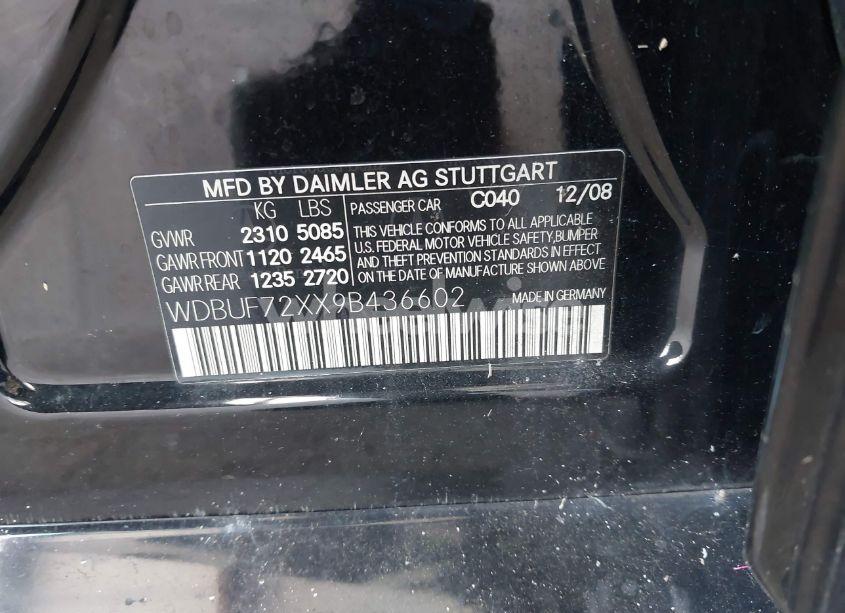 MFD BY DAIMLER AG STUTTGART
KG LBS
GVWR 2310 5085
GAWR FRONT 1120 2465
GAWR REAR 1235 2720
PASSENGER CAR C040 12/08
THIS VEHICLE CONFORMS TO ALL APPLICABLE
U.S. FEDERAL MOTOR VEHICLE SAFETY,BUMPER
AND THEFT PREVENTION STANDARDS IN EFFECT
ON THE DATE OF MANUFACTURE SHOWN ABOVE
WDBUF72XX9B436602 MADE IN GERMANY